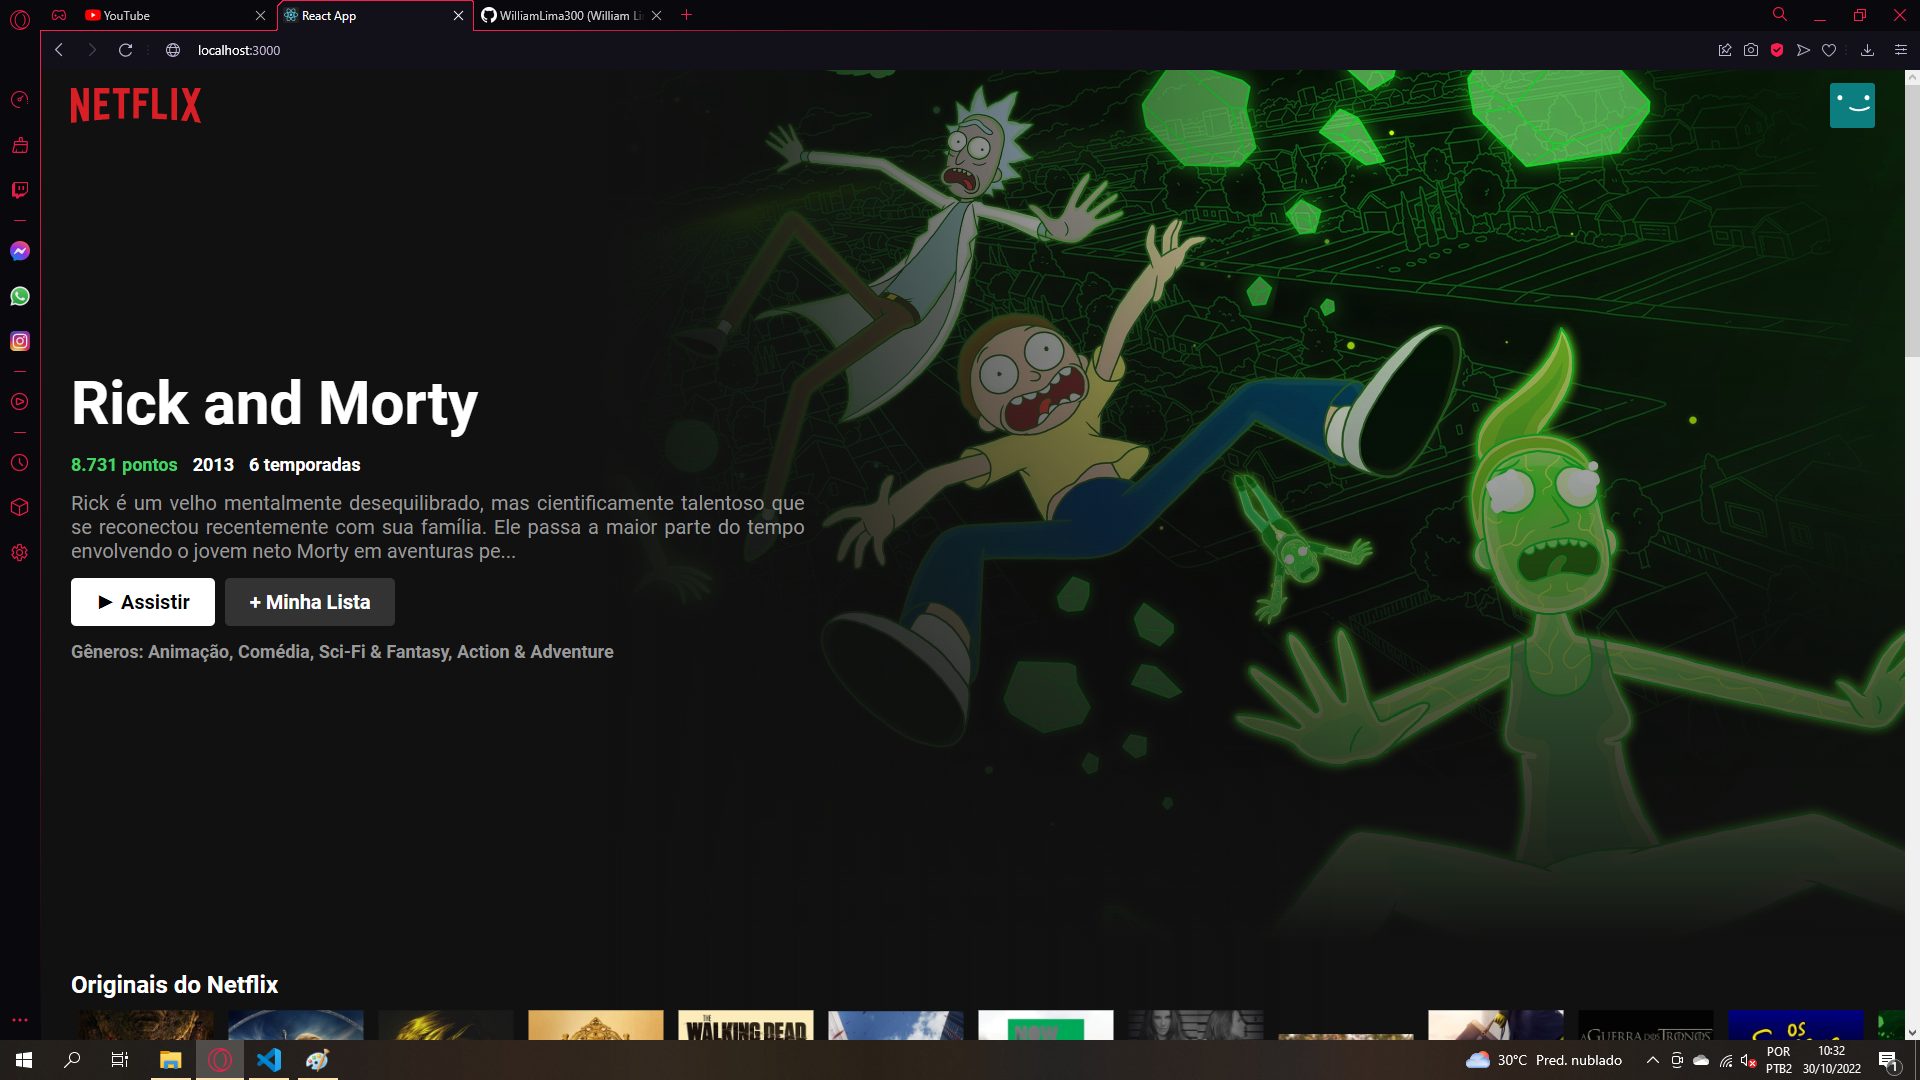 YouTube
React App
WilliamLima300 (William Li
localhost:3000
NETFLIX
Rick and Morty
8.731 pontos 2013 6 temporadas
Rick é um velho mentalmente desequilibrado, mas cientificamente talentoso que
se reconectou recentemente com sua família. Ele passa a maior parte do tempo
envolvendo o jovem neto Morty em aventuras pe...
► Assistir
+ Minha Lista
Gêneros: Animação, Comédia, Sci-Fi & Fantasy, Action & Adventure
Originais do Netflix
THE
WALKING DEAD
NOW
A GUERRA DOS TRONOS
OS
30°C Pred. nublado
POR
PTB2
10:32
30/10/2022
1